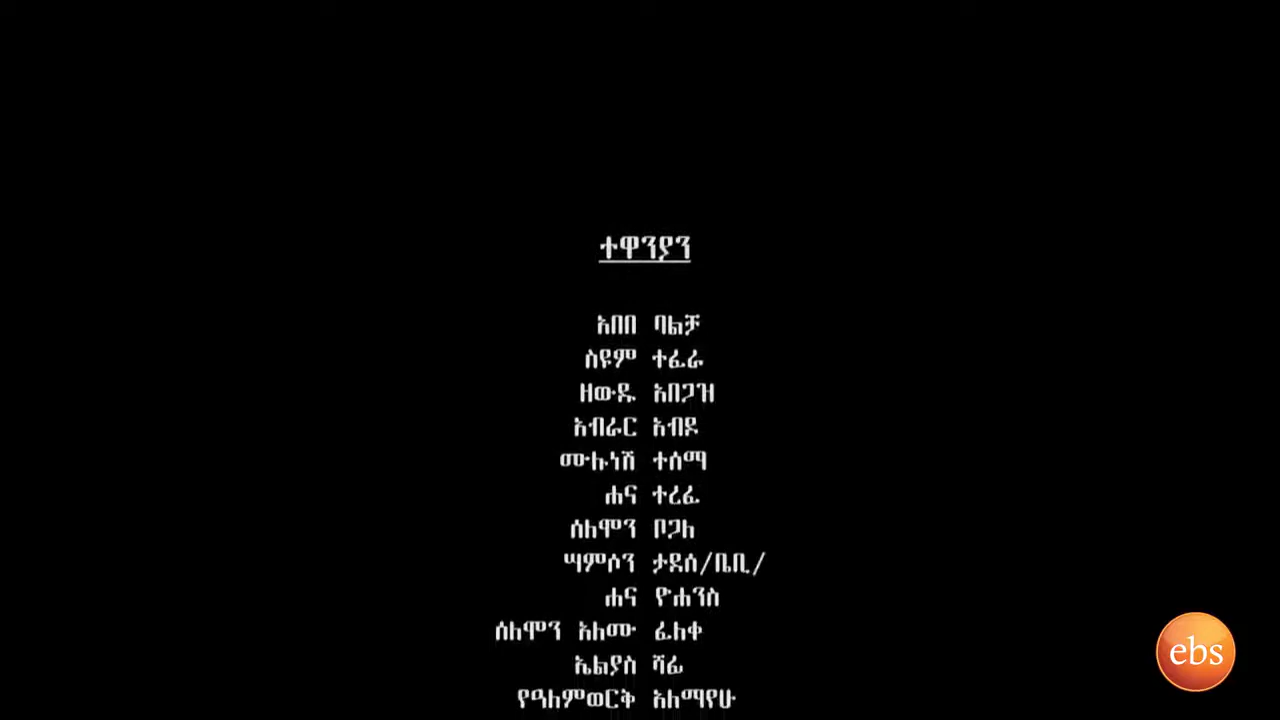 ተዋንያን
አበበ ባልቻ
ስዩም ተፈራ
ዘውዱ አበጋዝ
አብራር አብዶ
ሙሉነሽ ተሰማ
ሐና ተረፈ
ሰለሞን ቦጋለ
ሣምሶን ታደሰ/ቤቢ/
ሐና ዮሐንስ
ሰለሞን አለሙ ፈለቀ
ኤልያስ ሻፊ
የዓለምወርቅ አለማየሁ
ebs